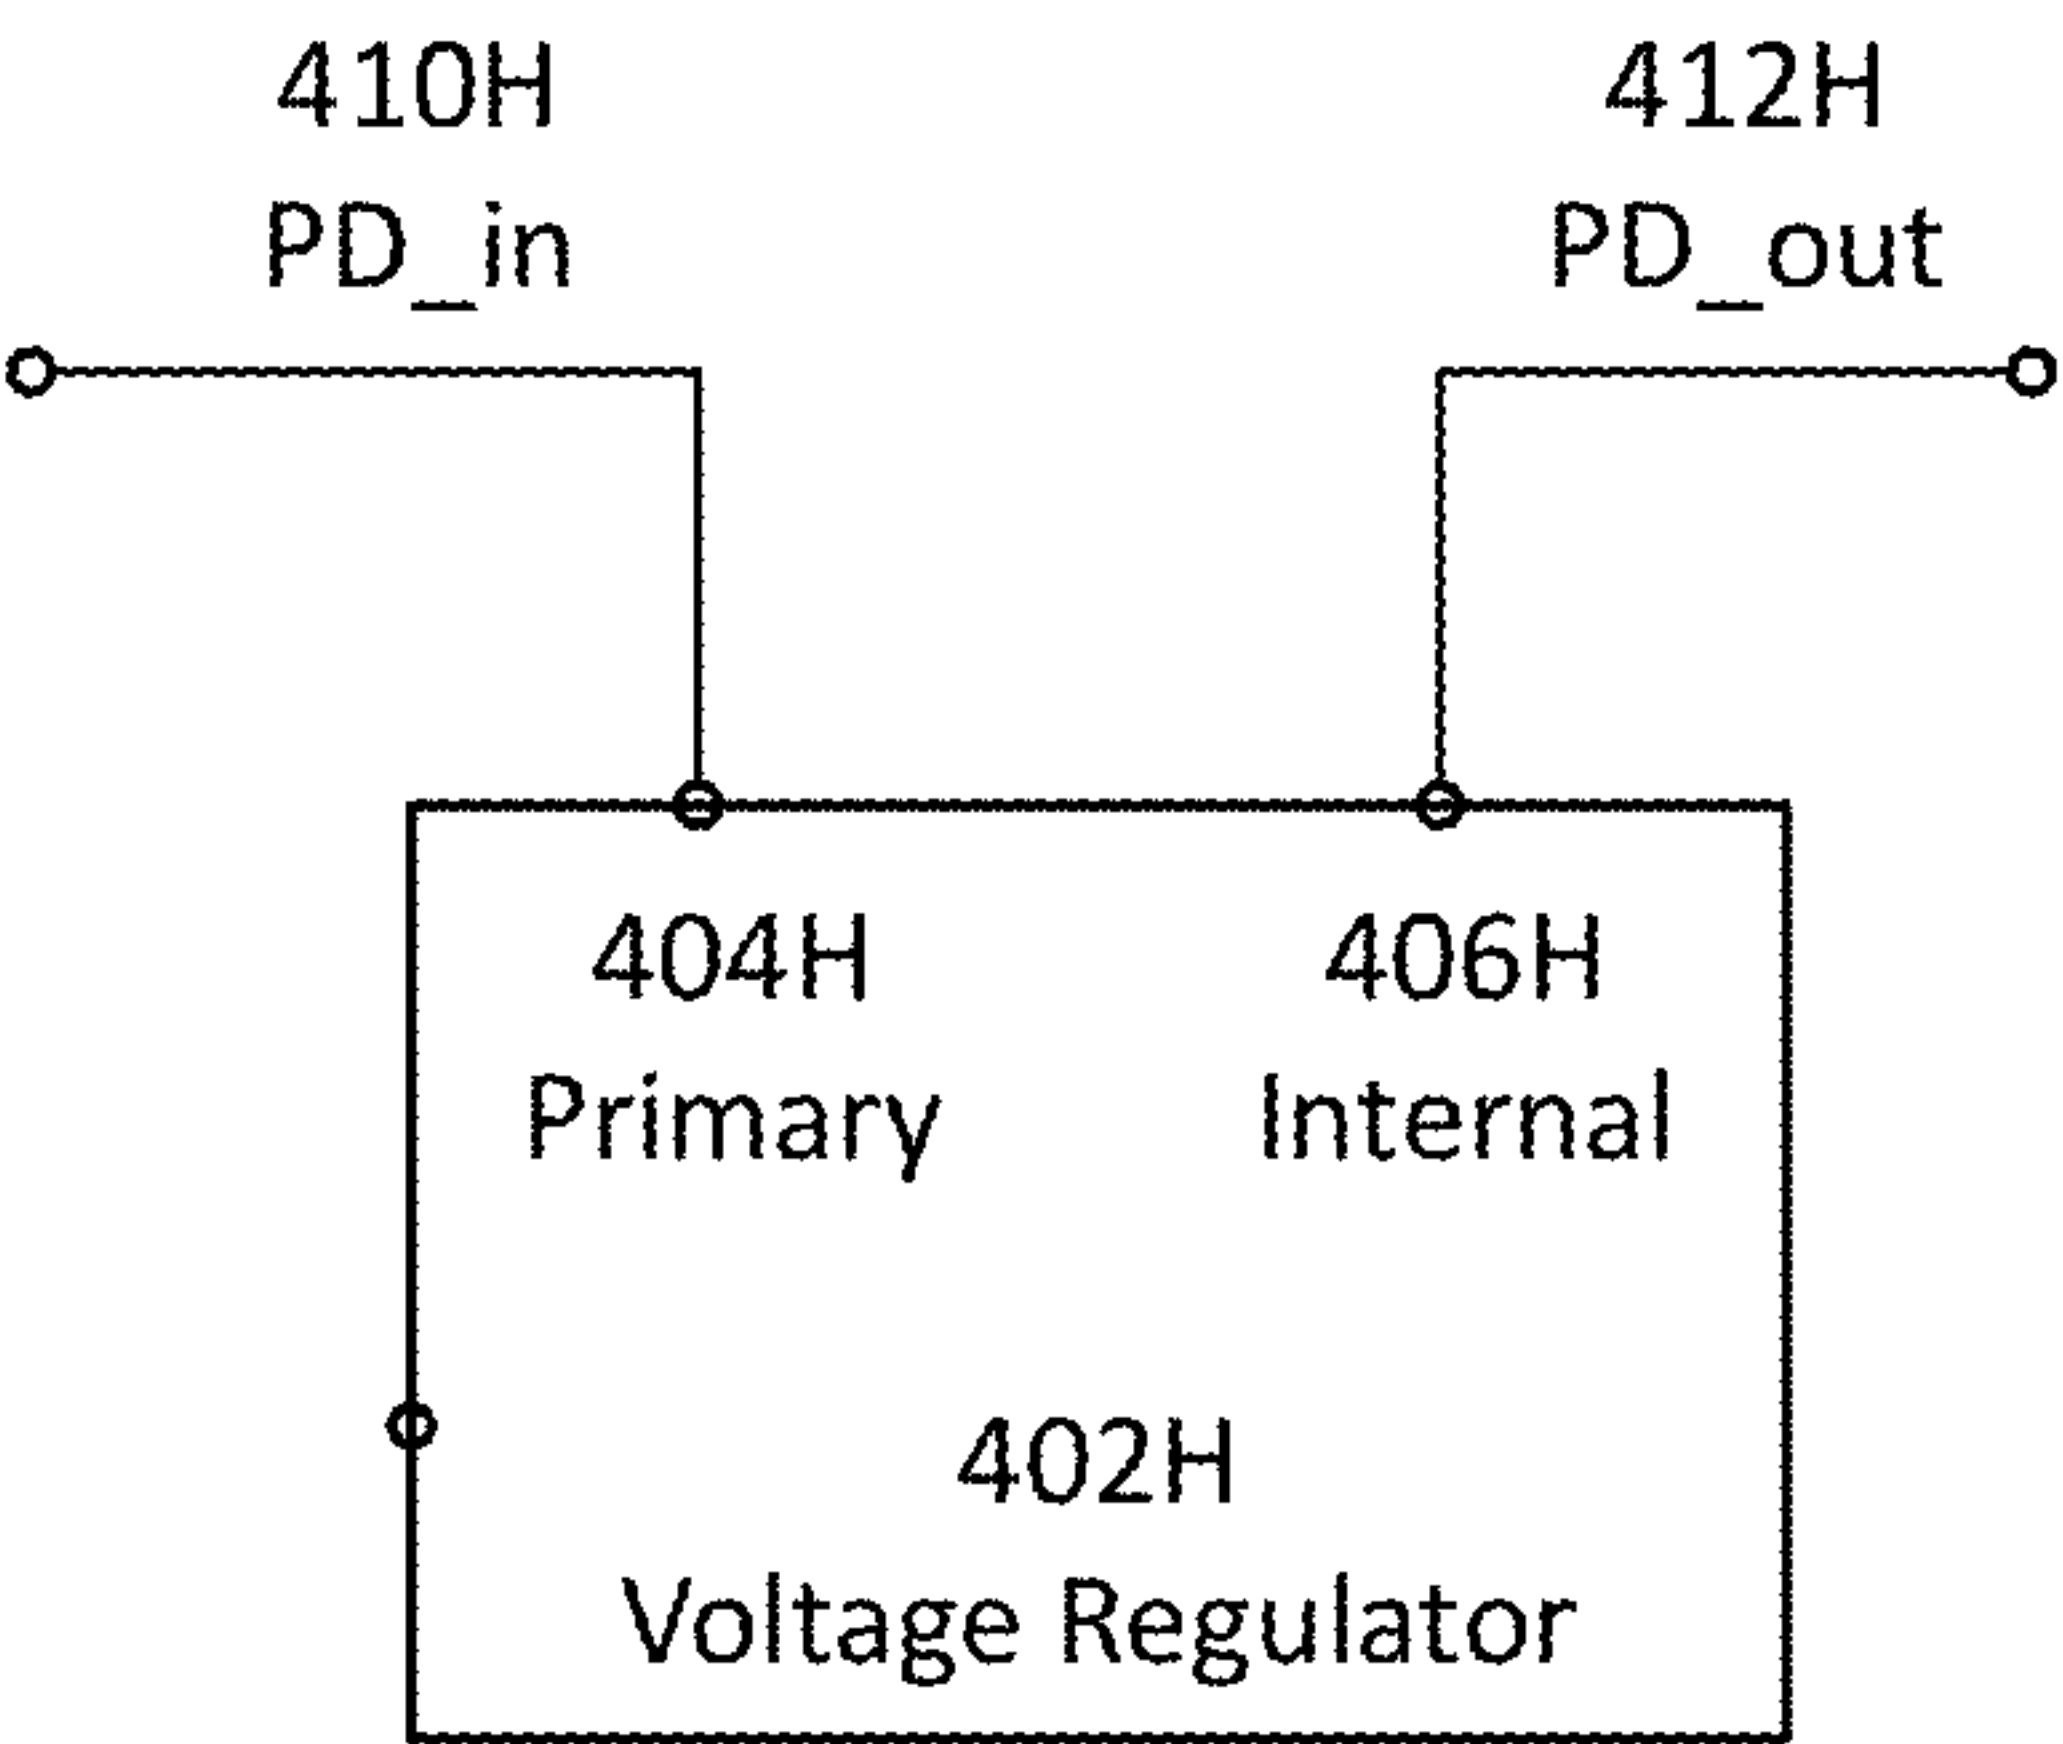 410H
PD_in
412H
PD_out
404H
Primary
406H
Internal
402H
Voltage Regulator